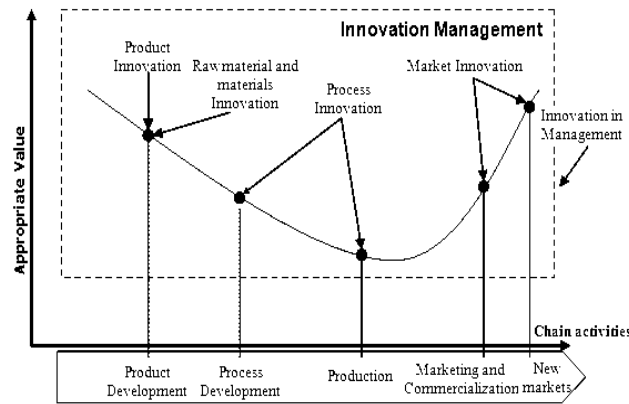 Innovation Management
Product
Innovation
Raw material and
materials
Innovation
Process
Innovation
Market Innovation
Innovation in
Management
Appropriate Value
Chain activities
Product
Development
Process
Development
Production
Marketing and
Commercialization
New
markets